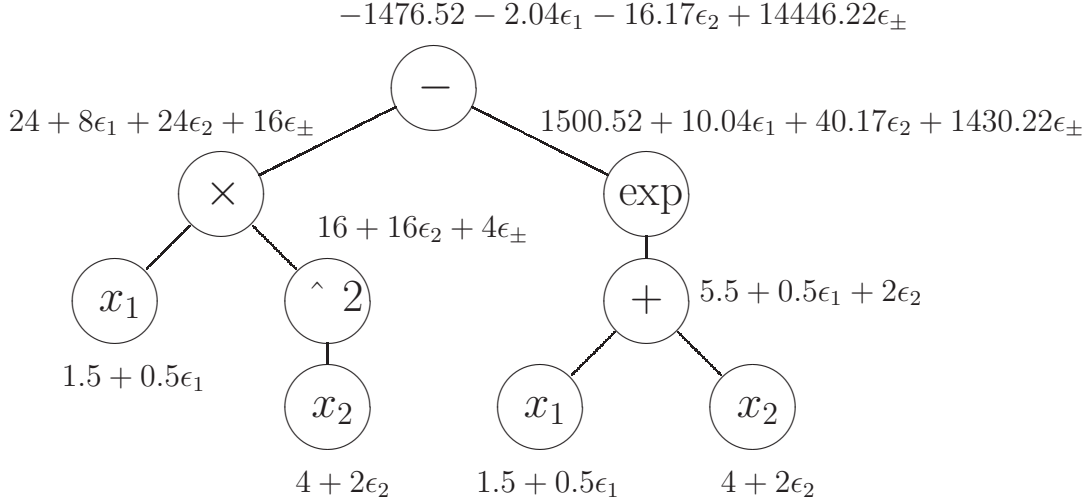 −1476.52 − 2.04ϵ₁ − 16.17ϵ₂ + 14446.22ϵ±
−
24 + 8ϵ₁ + 24ϵ₂ + 16ϵ±
1500.52 + 10.04ϵ₁ + 40.17ϵ₂ + 1430.22ϵ±
×
exp
16 + 16ϵ₂ + 4ϵ±
x₁
^ 2
+
5.5 + 0.5ϵ₁ + 2ϵ₂
1.5 + 0.5ϵ₁
x₂
x₁
x₂
4 + 2ϵ₂
1.5 + 0.5ϵ₁
4 + 2ϵ₂